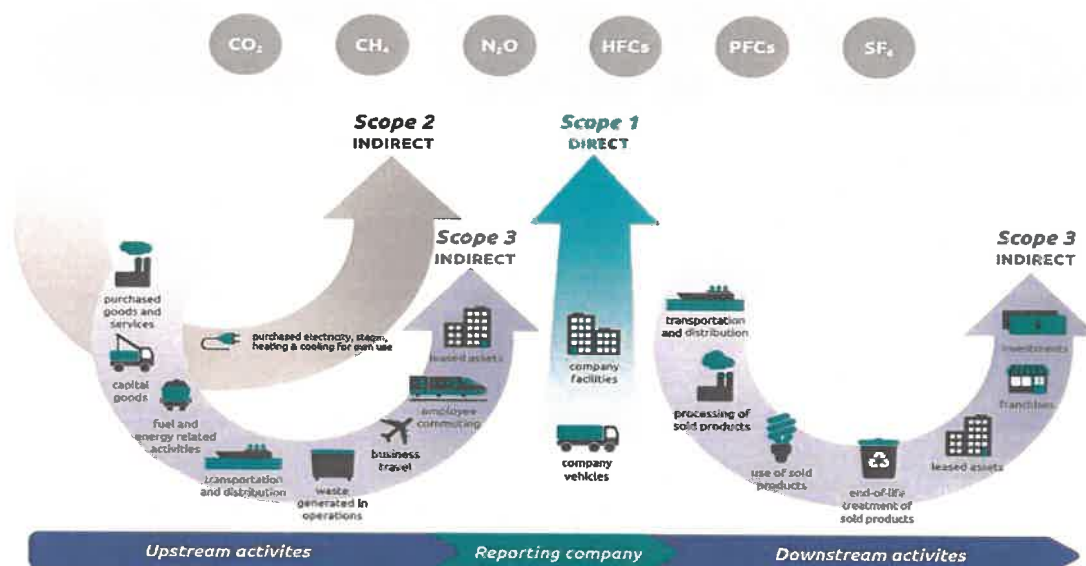 CO₂ CH₄ N₂O HFCs PFCs SF₆
Scope 2
INDIRECT
Scope 1
DIRECT
Scope 3
INDIRECT
Scope 3
INDIRECT
purchased
goods and
services
capital
goods
fuel and
energy related
activities
transportation
and distribution
waste
generated in
operations
business
travel
employee
commuting
leased assets
purchased electricity, steam,
heating & cooling for own use
company
facilities
company
vehicles
transportation
and distribution
processing of
sold products
use of sold
products
end-of-life
treatment of
sold products
leased assets
franchises
investments
Upstream activites
Reporting company
Downstream activites